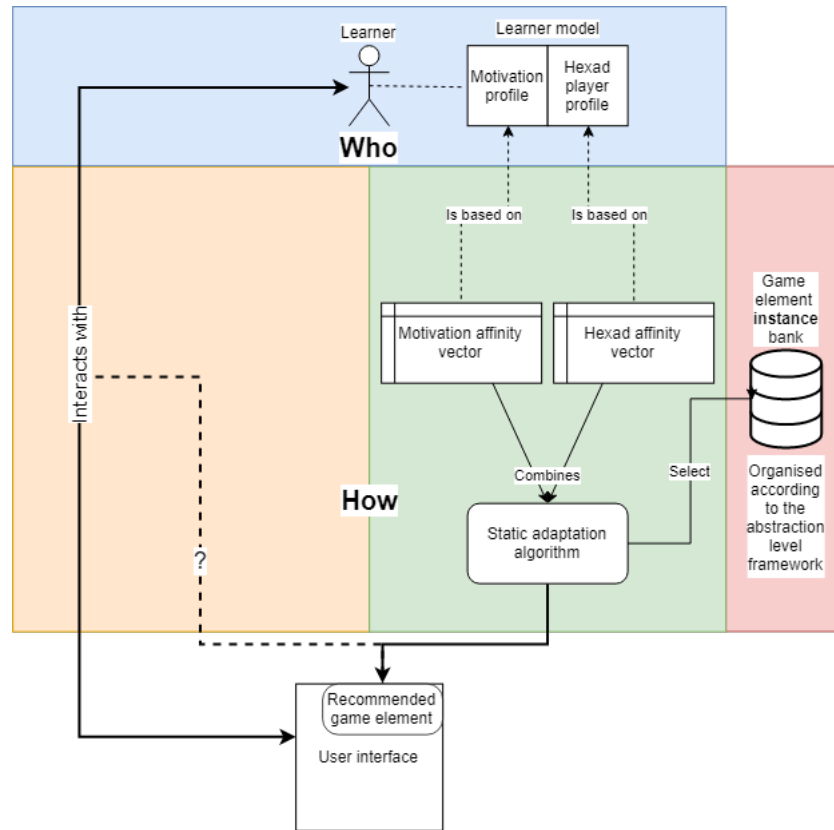 Learner
Learner model
Motivation
profile
Hexad
player
profile
Who
Is based on
Is based on
Interacts with
Motivation affinity
vector
Hexad affinity
vector
Game
element
instance
bank
Combines
Select
How
Static adaptation
algorithm
Organised
according
to the
abstraction
level
framework
?
Recommended
game element
User interface